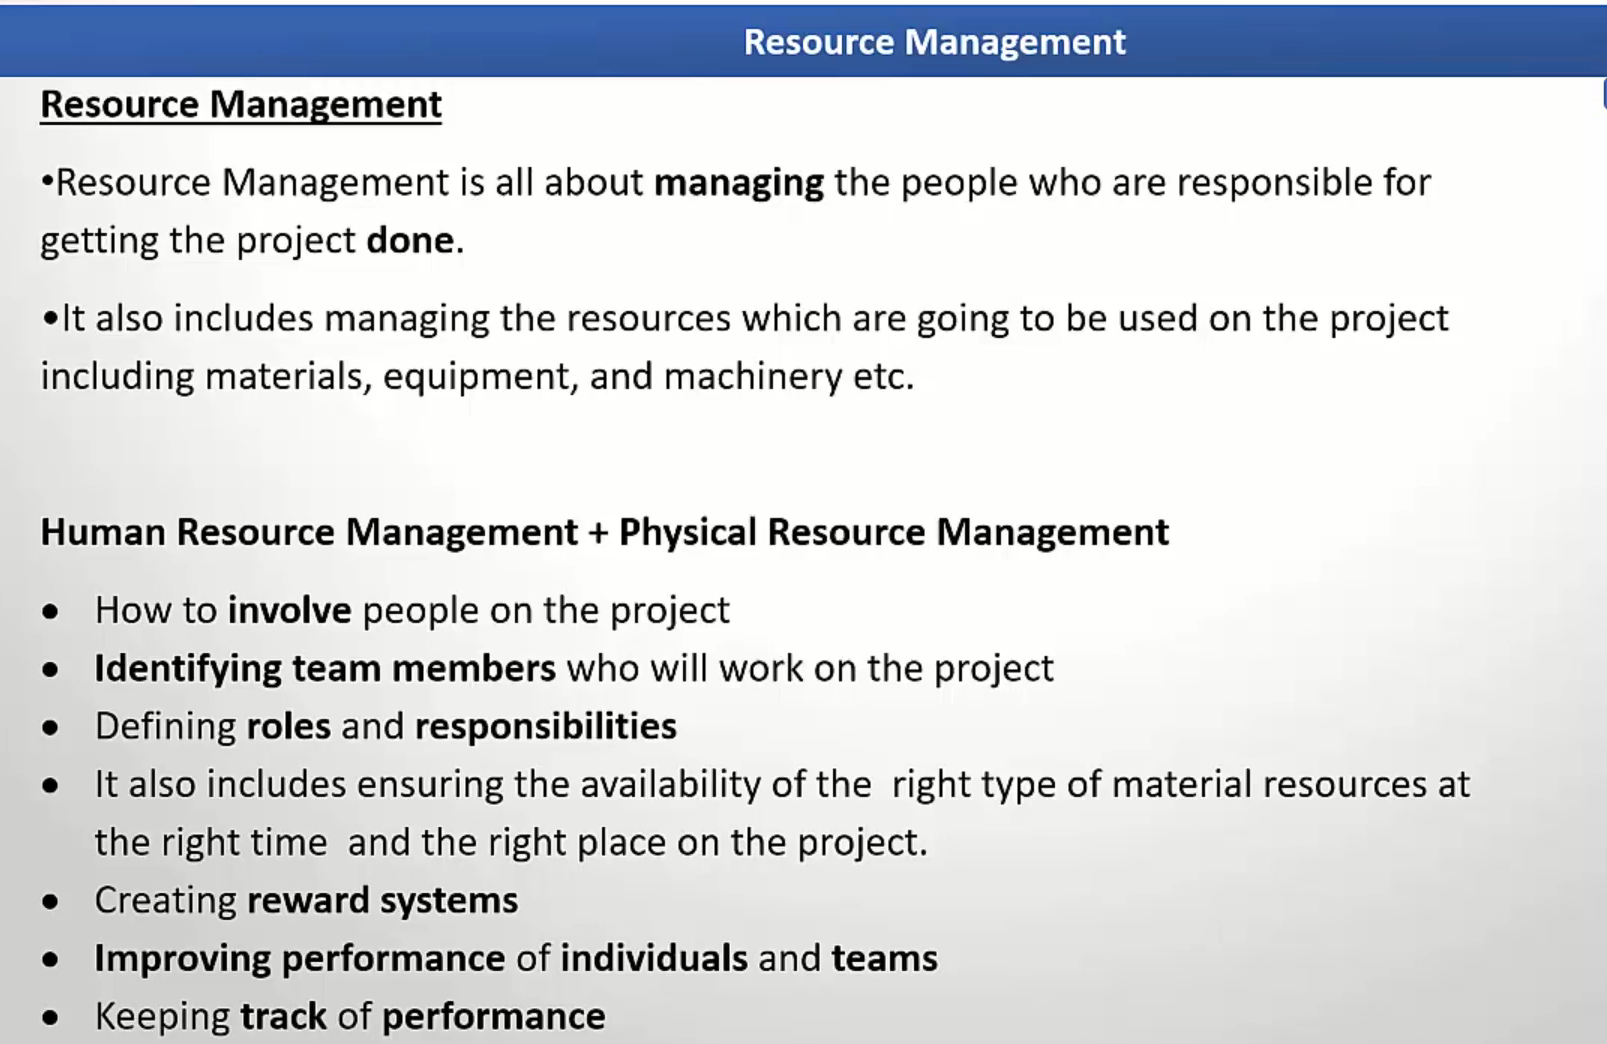 Resource Management
Resource Management
•Resource Management is all about managing the people who are responsible for
getting the project done.
•It also includes managing the resources which are going to be used on the project
including materials, equipment, and machinery etc.
Human Resource Management + Physical Resource Management
• How to involve people on the project
• Identifying team members who will work on the project
• Defining roles and responsibilities
• It also includes ensuring the availability of the  right type of material resources at
the right time  and the right place on the project.
• Creating reward systems
• Improving performance of individuals and teams
• Keeping track of performance